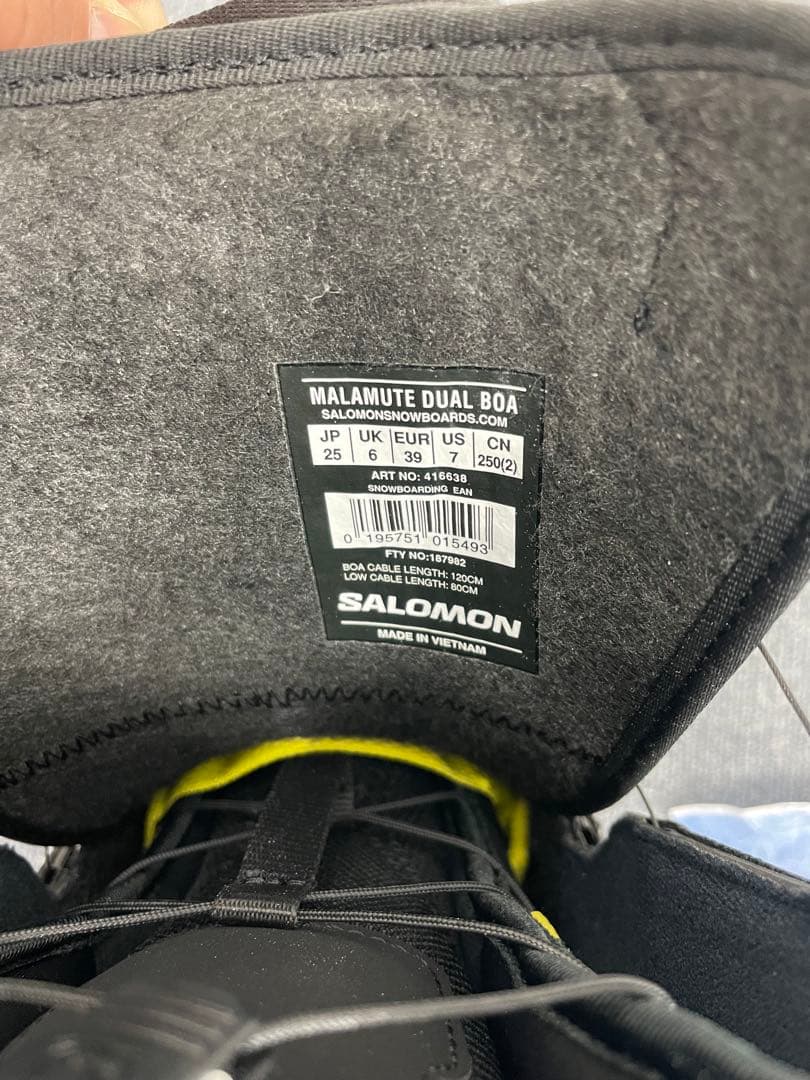 MALAMUTE DUAL BOA
SALOMONSNOWBOARDS.COM
JP UK EUR US CN
25 6 39 7 250(2)
ART NO: 416638
SNOWBOARDING EAN
0 195751 015493
FTY NO:187982
BOA CABLE LENGTH: 120CM
LOW CABLE LENGTH: 80CM
SALOMON
MADE IN VIETNAM